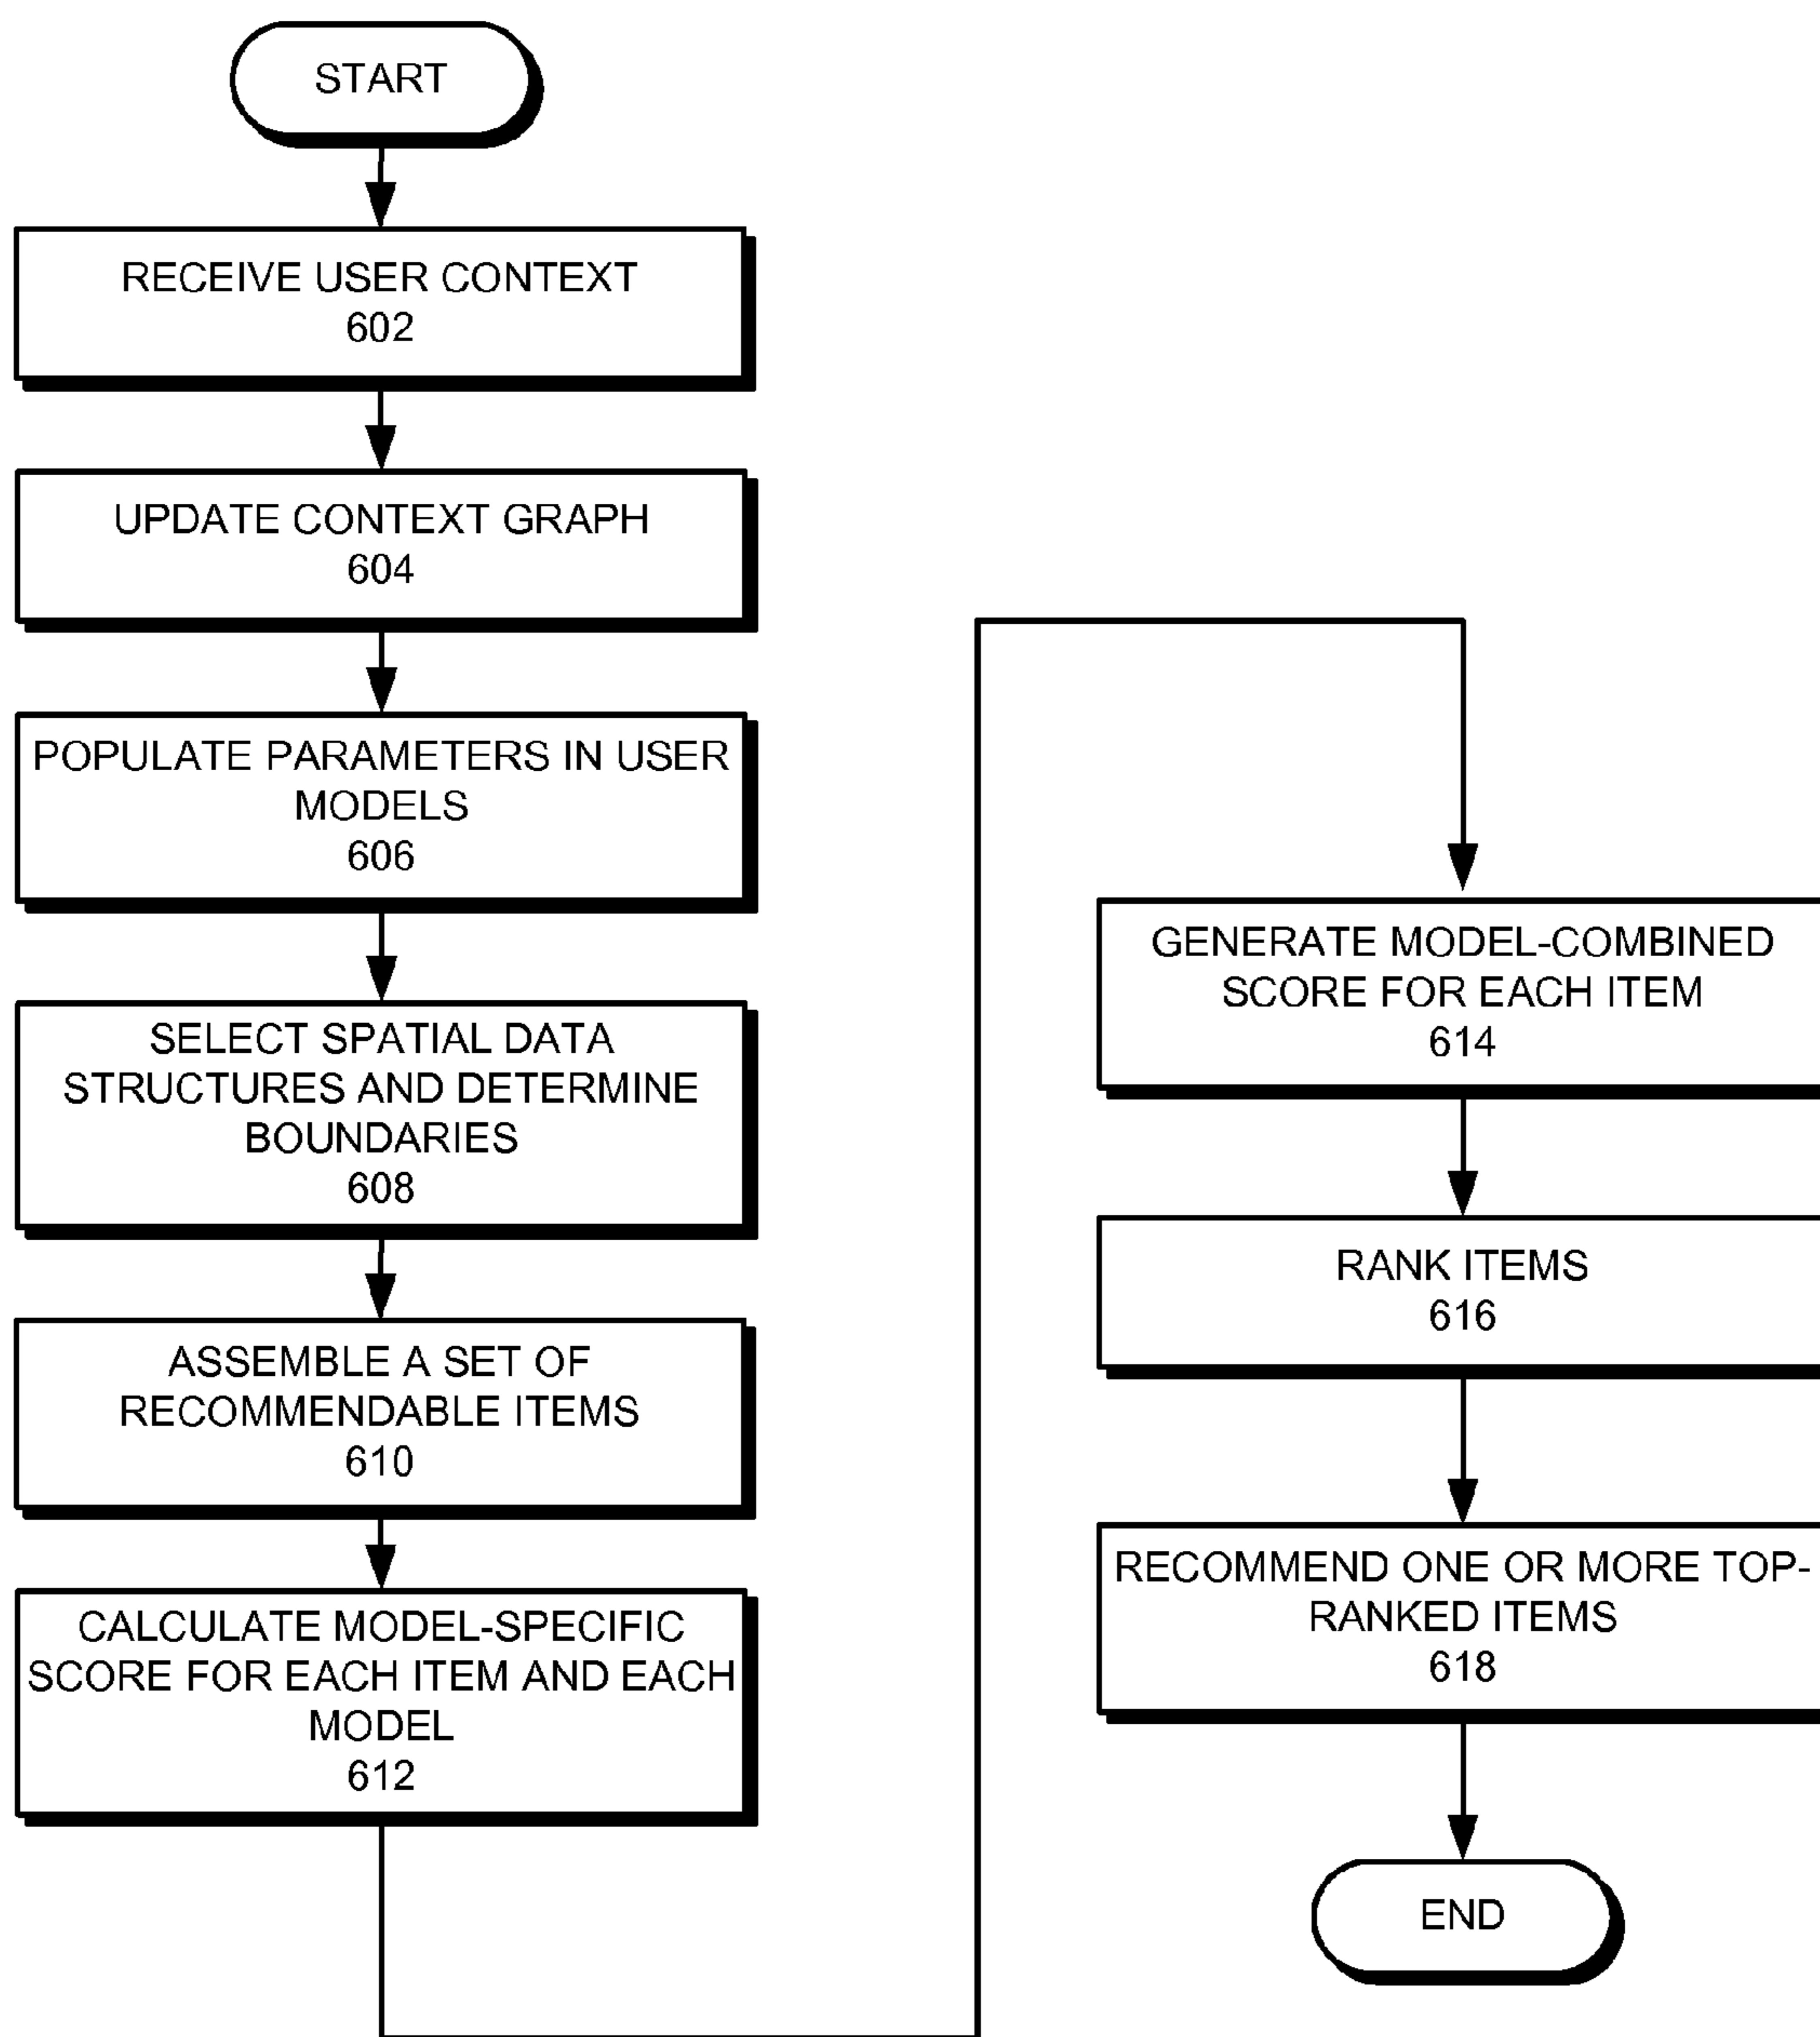 START
RECEIVE USER CONTEXT
602
UPDATE CONTEXT GRAPH
604
POPULATE PARAMETERS IN USER
MODELS
606
SELECT SPATIAL DATA
STRUCTURES AND DETERMINE
BOUNDARIES
608
ASSEMBLE A SET OF
RECOMMENDABLE ITEMS
610
CALCULATE MODEL-SPECIFIC
SCORE FOR EACH ITEM AND EACH
MODEL
612
GENERATE MODEL-COMBINED
SCORE FOR EACH ITEM
614
RANK ITEMS
616
RECOMMEND ONE OR MORE TOP-
RANKED ITEMS
618
END